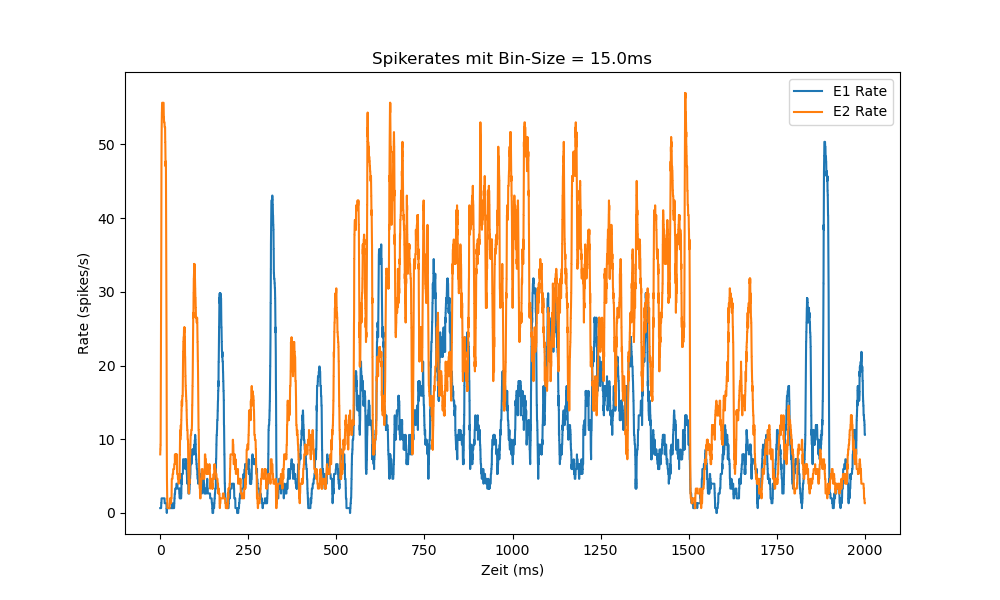 Spikerates mit Bin-Size = 15.0ms
E1 Rate
E2 Rate
Rate (spikes/s)
50
40
30
20
10
0
0 250 500 750 1000 1250 1500 1750 2000
Zeit (ms)